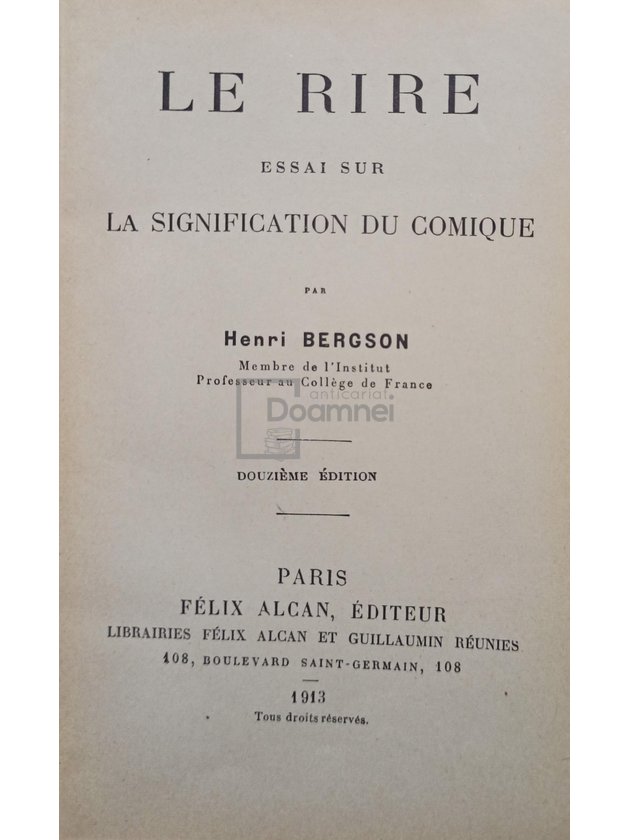 LE RIRE
ESSAI SUR
LA SIGNIFICATION DU COMIQUE
PAR
Henri BERGSON
Membre de l'Institut
Professeur au Collège de France
anticariat
Doamnei
DOUZIÈME ÉDITION
PARIS
FÉLIX ALCAN, ÉDITEUR
LIBRAIRIES FÉLIX ALCAN ET GUILLAUMIN RÉUNIES
108, BOULEVARD SAINT-GERMAIN, 108
1913
Tous droits réservés.